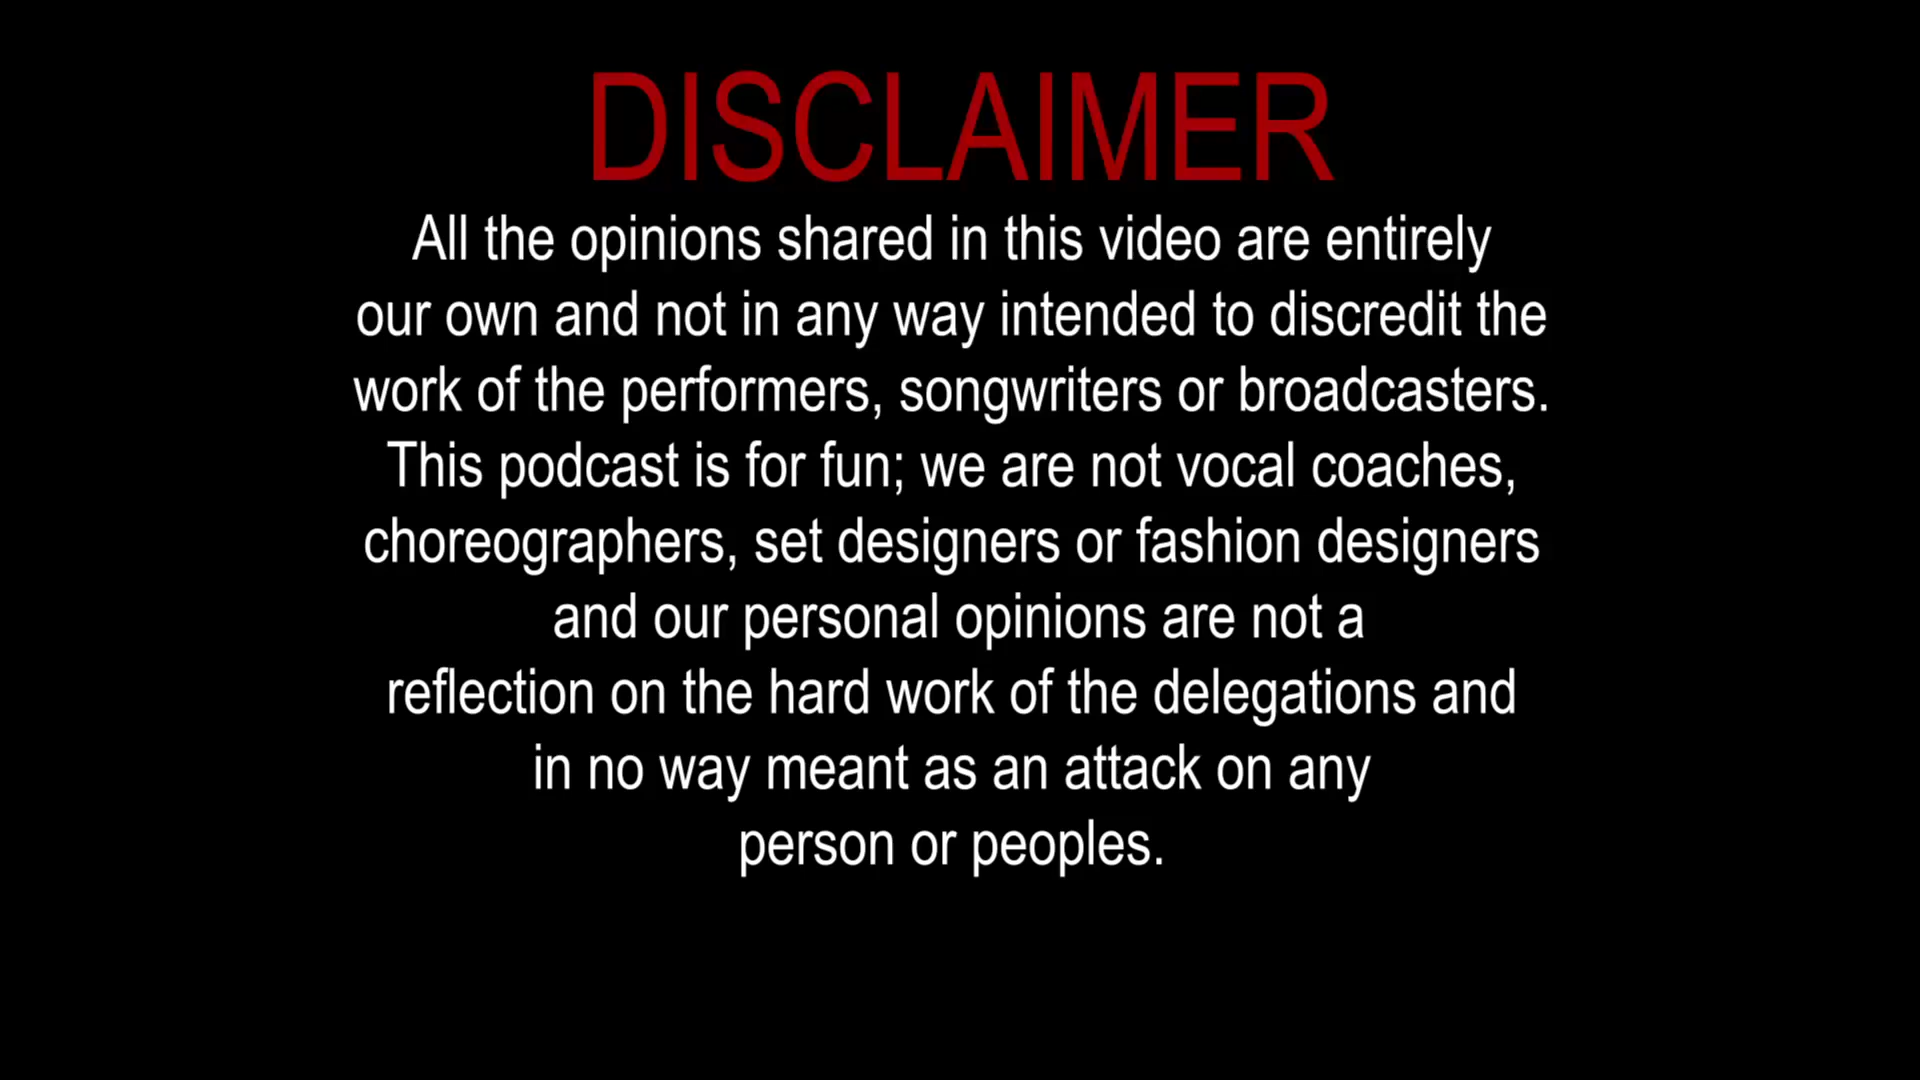 DISCLAIMER
All the opinions shared in this video are entirely
our own and not in any way intended to discredit the
work of the performers, songwriters or broadcasters.
This podcast is for fun; we are not vocal coaches,
choreographers, set designers or fashion designers
and our personal opinions are not a
reflection on the hard work of the delegations and
in no way meant as an attack on any
person or peoples.